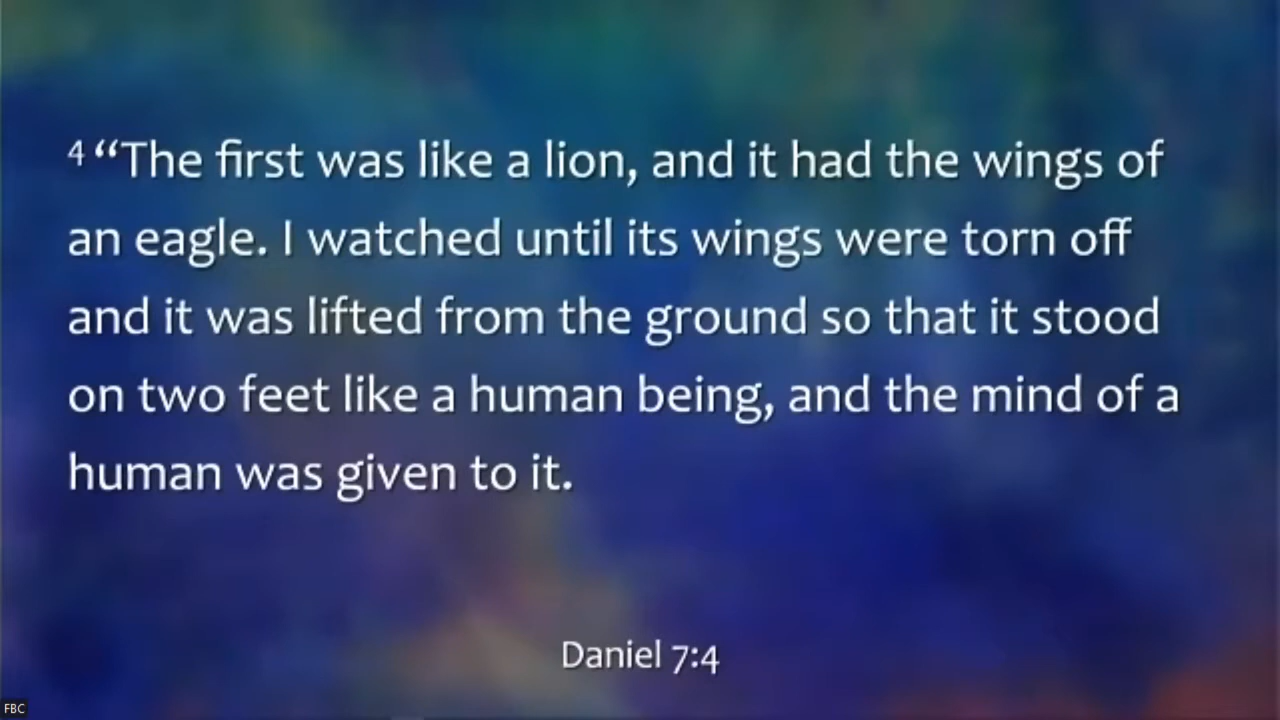 4 “The first was like a lion, and it had the wings of
an eagle. I watched until its wings were torn off
and it was lifted from the ground so that it stood
on two feet like a human being, and the mind of a
human was given to it.
Daniel 7:4
FBC